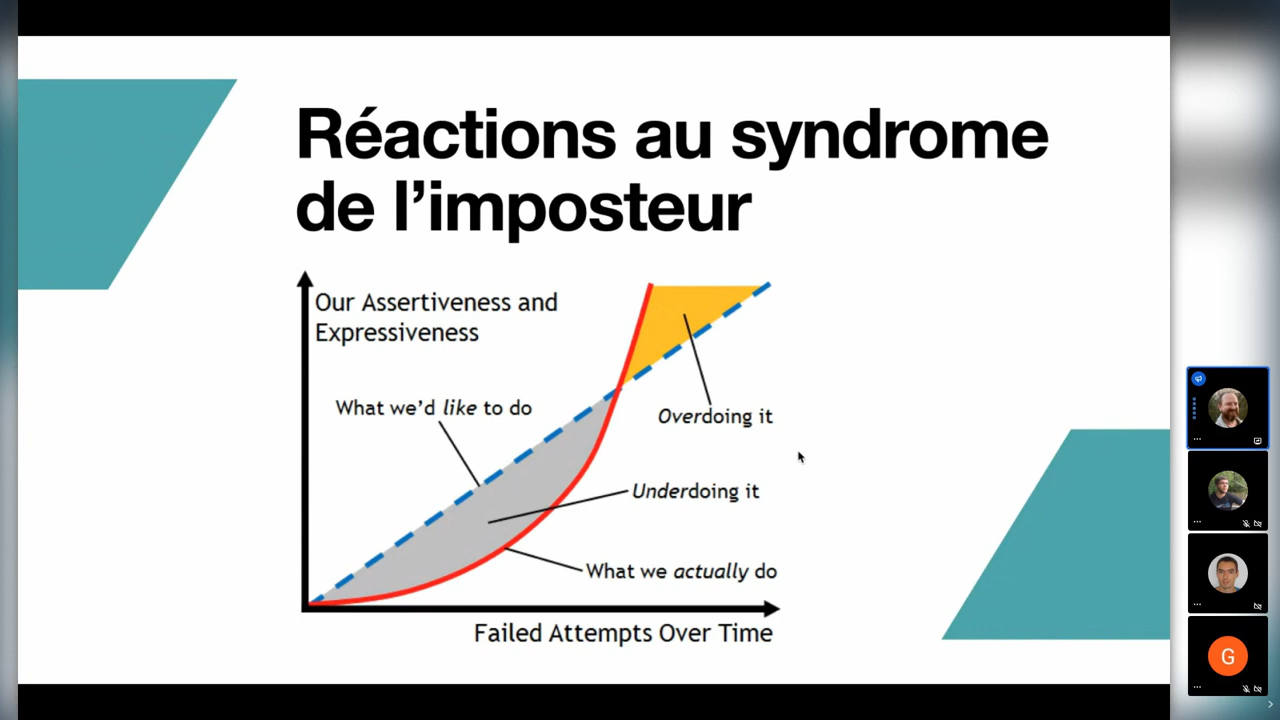 Réactions au syndrome
de l’imposteur
Our Assertiveness and
Expressiveness
What we’d like to do
Overdoing it
Underdoing it
What we actually do
Failed Attempts Over Time
G